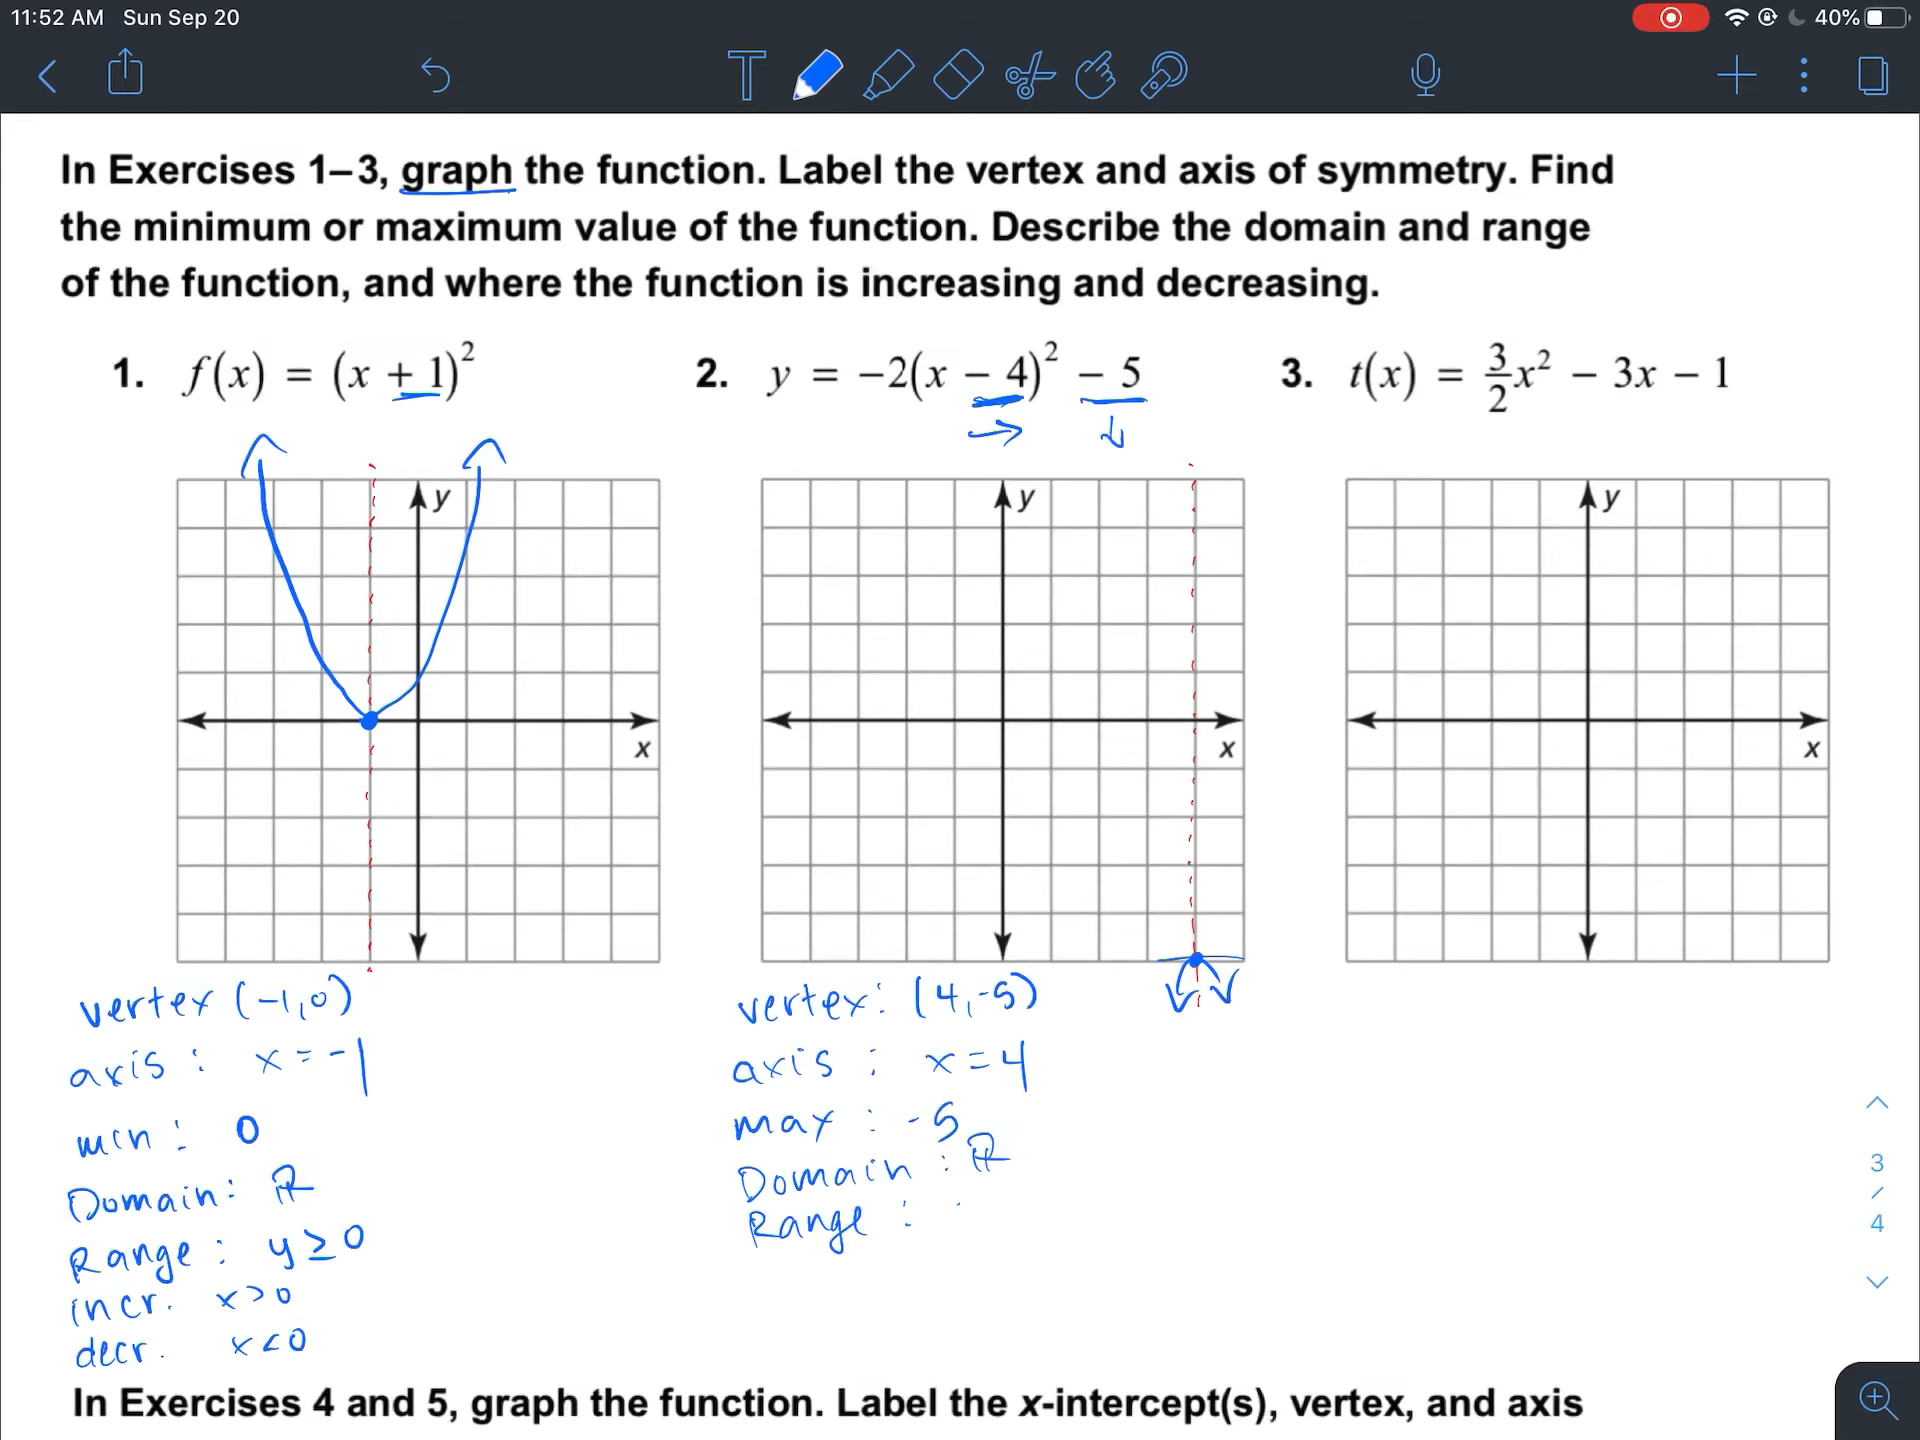 11:52 AM Sun Sep 20
40%
T
In Exercises 1–3, graph the function. Label the vertex and axis of symmetry. Find
the minimum or maximum value of the function. Describe the domain and range
of the function, and where the function is increasing and decreasing.
1. f(x) = (x + 1)²
2. y = −2(x − 4)² − 5
3. t(x) = 3/2 x² − 3x − 1
y
x
y
x
y
x
vertex (-1,0)
axis : x = -1
min : 0
Domain: ℝ
Range : y ≥ 0
incr. x > 0
decr. x < 0
vertex: (4,-5)
axis : x = 4
max : -5
Domain : ℝ
Range :
3
/
4
In Exercises 4 and 5, graph the function. Label the x-intercept(s), vertex, and axis